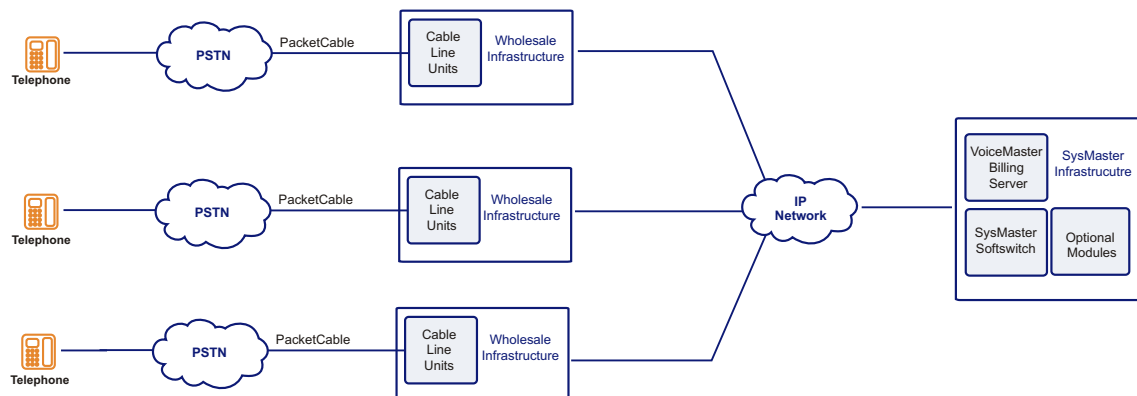 Telephone
PSTN
PacketCable
Cable
Line
Units
Wholesale
Infrastructure
Telephone
PSTN
PacketCable
Cable
Line
Units
Wholesale
Infrastructure
Telephone
PSTN
PacketCable
Cable
Line
Units
Wholesale
Infrastructure
IP
Network
VoiceMaster
Billing
Server
SysMaster
Infrastrucutre
SysMaster
Softswitch
Optional
Modules